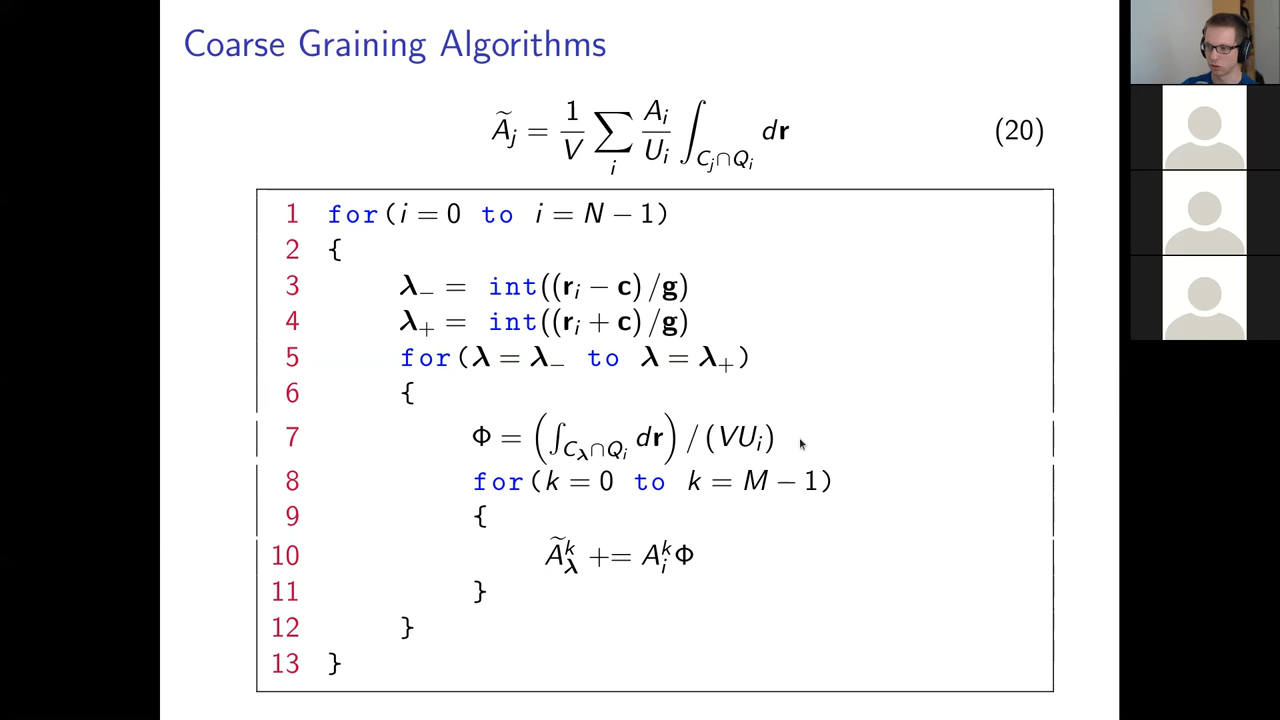 Coarse Graining Algorithms
Ã_j = 1/V ∑_i A_i/U_i ∫_{C_j∩Q_i} d𝐫 (20)
1 for(i = 0 to i = N − 1)
2 {
3 𝛌₋ = int((𝐫_i − 𝐜)/𝐠)
4 𝛌₊ = int((𝐫_i + 𝐜)/𝐠)
5 for(𝛌 = 𝛌₋ to 𝛌 = 𝛌₊)
6 {
7 Φ = (∫_{C_𝛌∩Q_i} d𝐫) /(VU_i)
8 for(k = 0 to k = M − 1)
9 {
10 Ã^k_𝛌 += A^k_i Φ
11 }
12 }
13 }